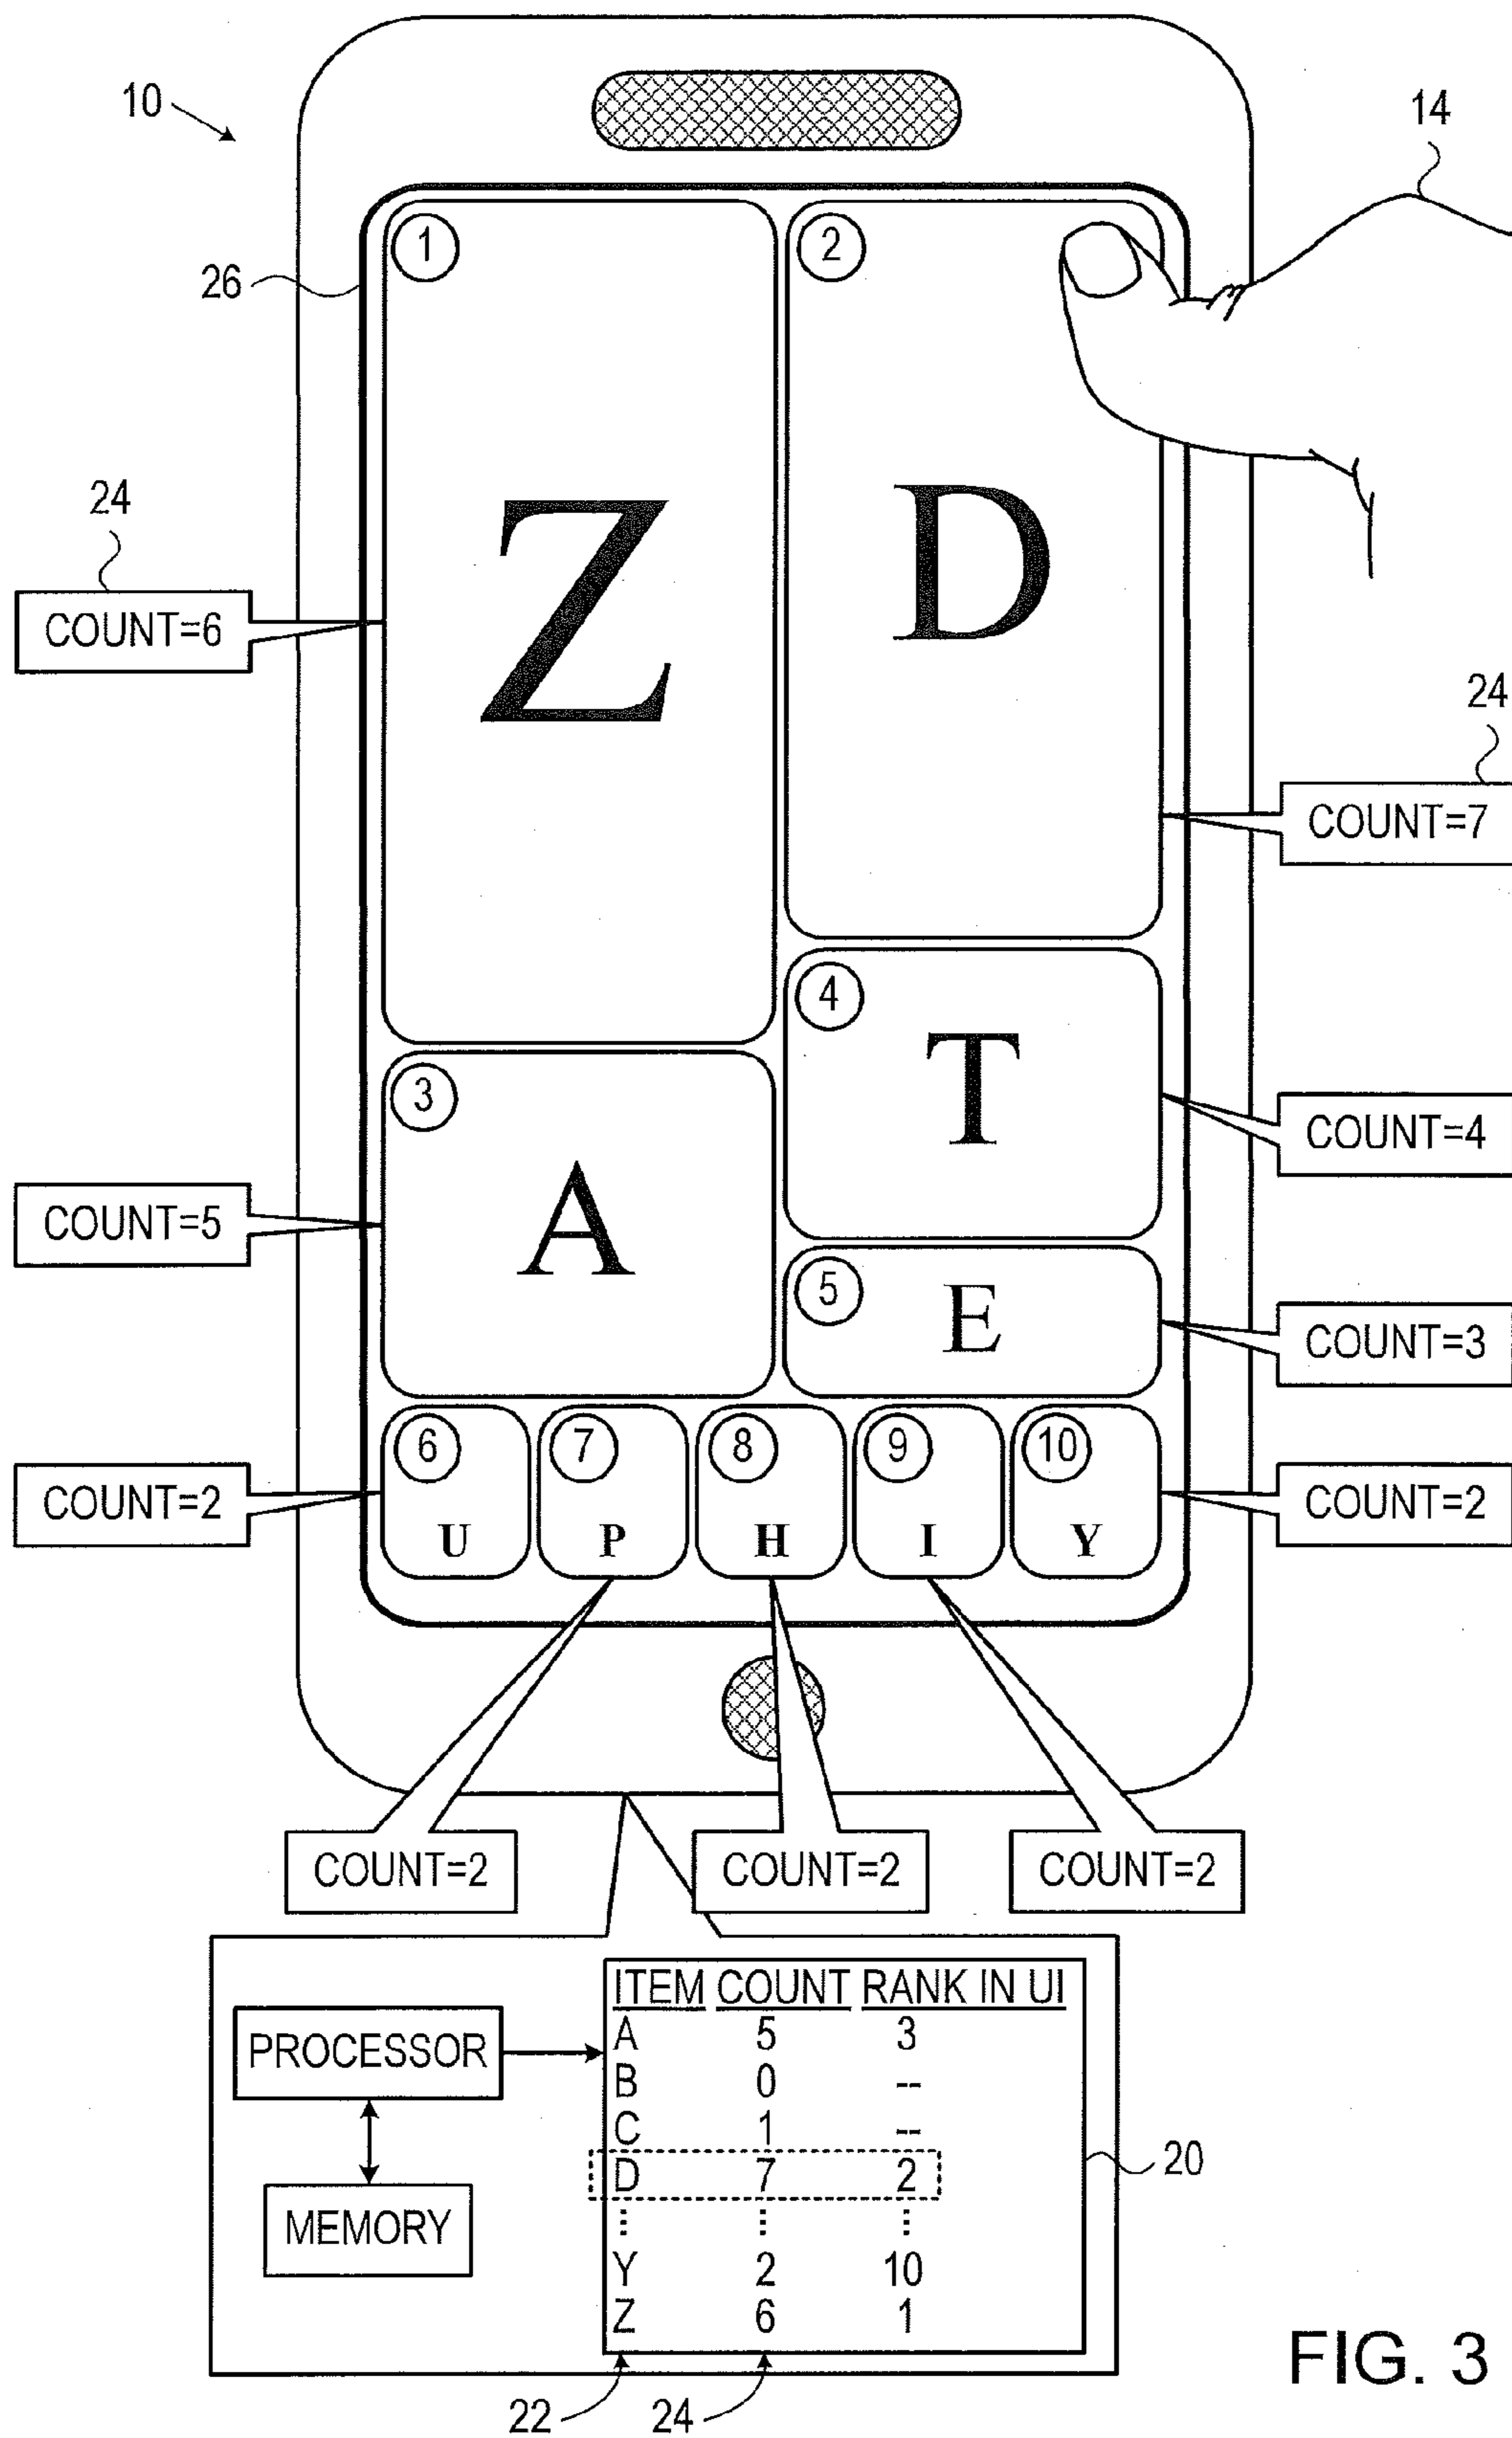 10
14
1
2
26
Z
D
24
COUNT=6
24
COUNT=7
4
T
3
COUNT=4
A
COUNT=5
5
E
COUNT=3
6
7
8
9
10
COUNT=2
COUNT=2
U
P
H
I
Y
COUNT=2
COUNT=2
COUNT=2
ITEM COUNT RANK IN UI
PROCESSOR
A 5 3
B 0 --
C 1 --
D 7 2
20
MEMORY
⋮ ⋮ ⋮
Y 2 10
Z 6 1
22
24
FIG. 3